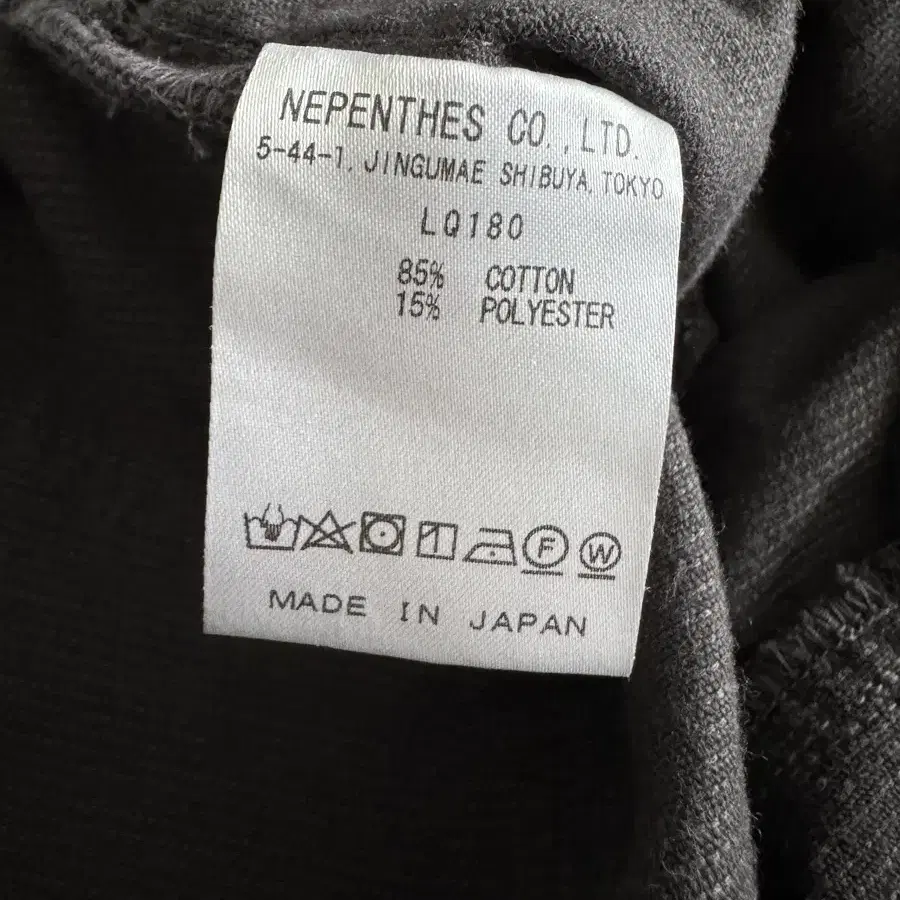 NEPENTHES CO.,LTD.
5-44-1, JINGUMAE SHIBUYA, TOKYO
LQ180
85% COTTON
15% POLYESTER
F W
MADE IN JAPAN